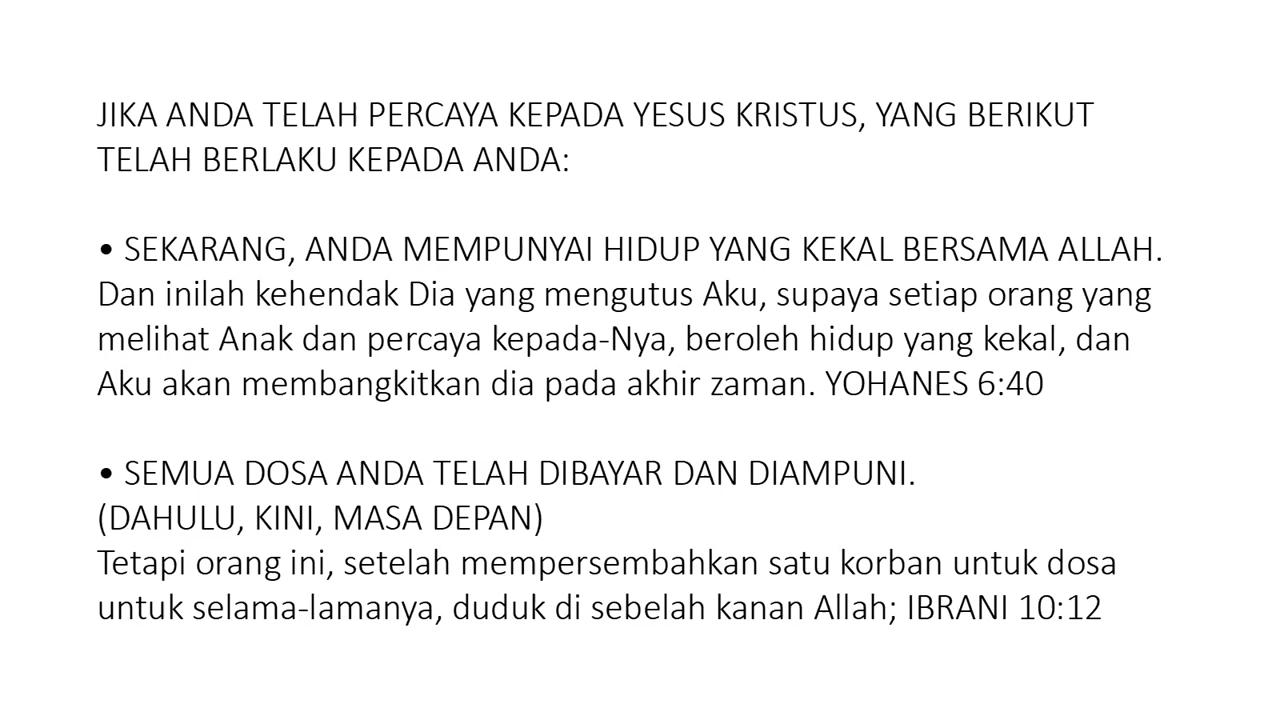 JIKA ANDA TELAH PERCAYA KEPADA YESUS KRISTUS, YANG BERIKUT
TELAH BERLAKU KEPADA ANDA:
• SEKARANG, ANDA MEMPUNYAI HIDUP YANG KEKAL BERSAMA ALLAH.
Dan inilah kehendak Dia yang mengutus Aku, supaya setiap orang yang
melihat Anak dan percaya kepada-Nya, beroleh hidup yang kekal, dan
Aku akan membangkitkan dia pada akhir zaman. YOHANES 6:40
• SEMUA DOSA ANDA TELAH DIBAYAR DAN DIAMPUNI.
(DAHULU, KINI, MASA DEPAN)
Tetapi orang ini, setelah mempersembahkan satu korban untuk dosa
untuk selama-lamanya, duduk di sebelah kanan Allah; IBRANI 10:12